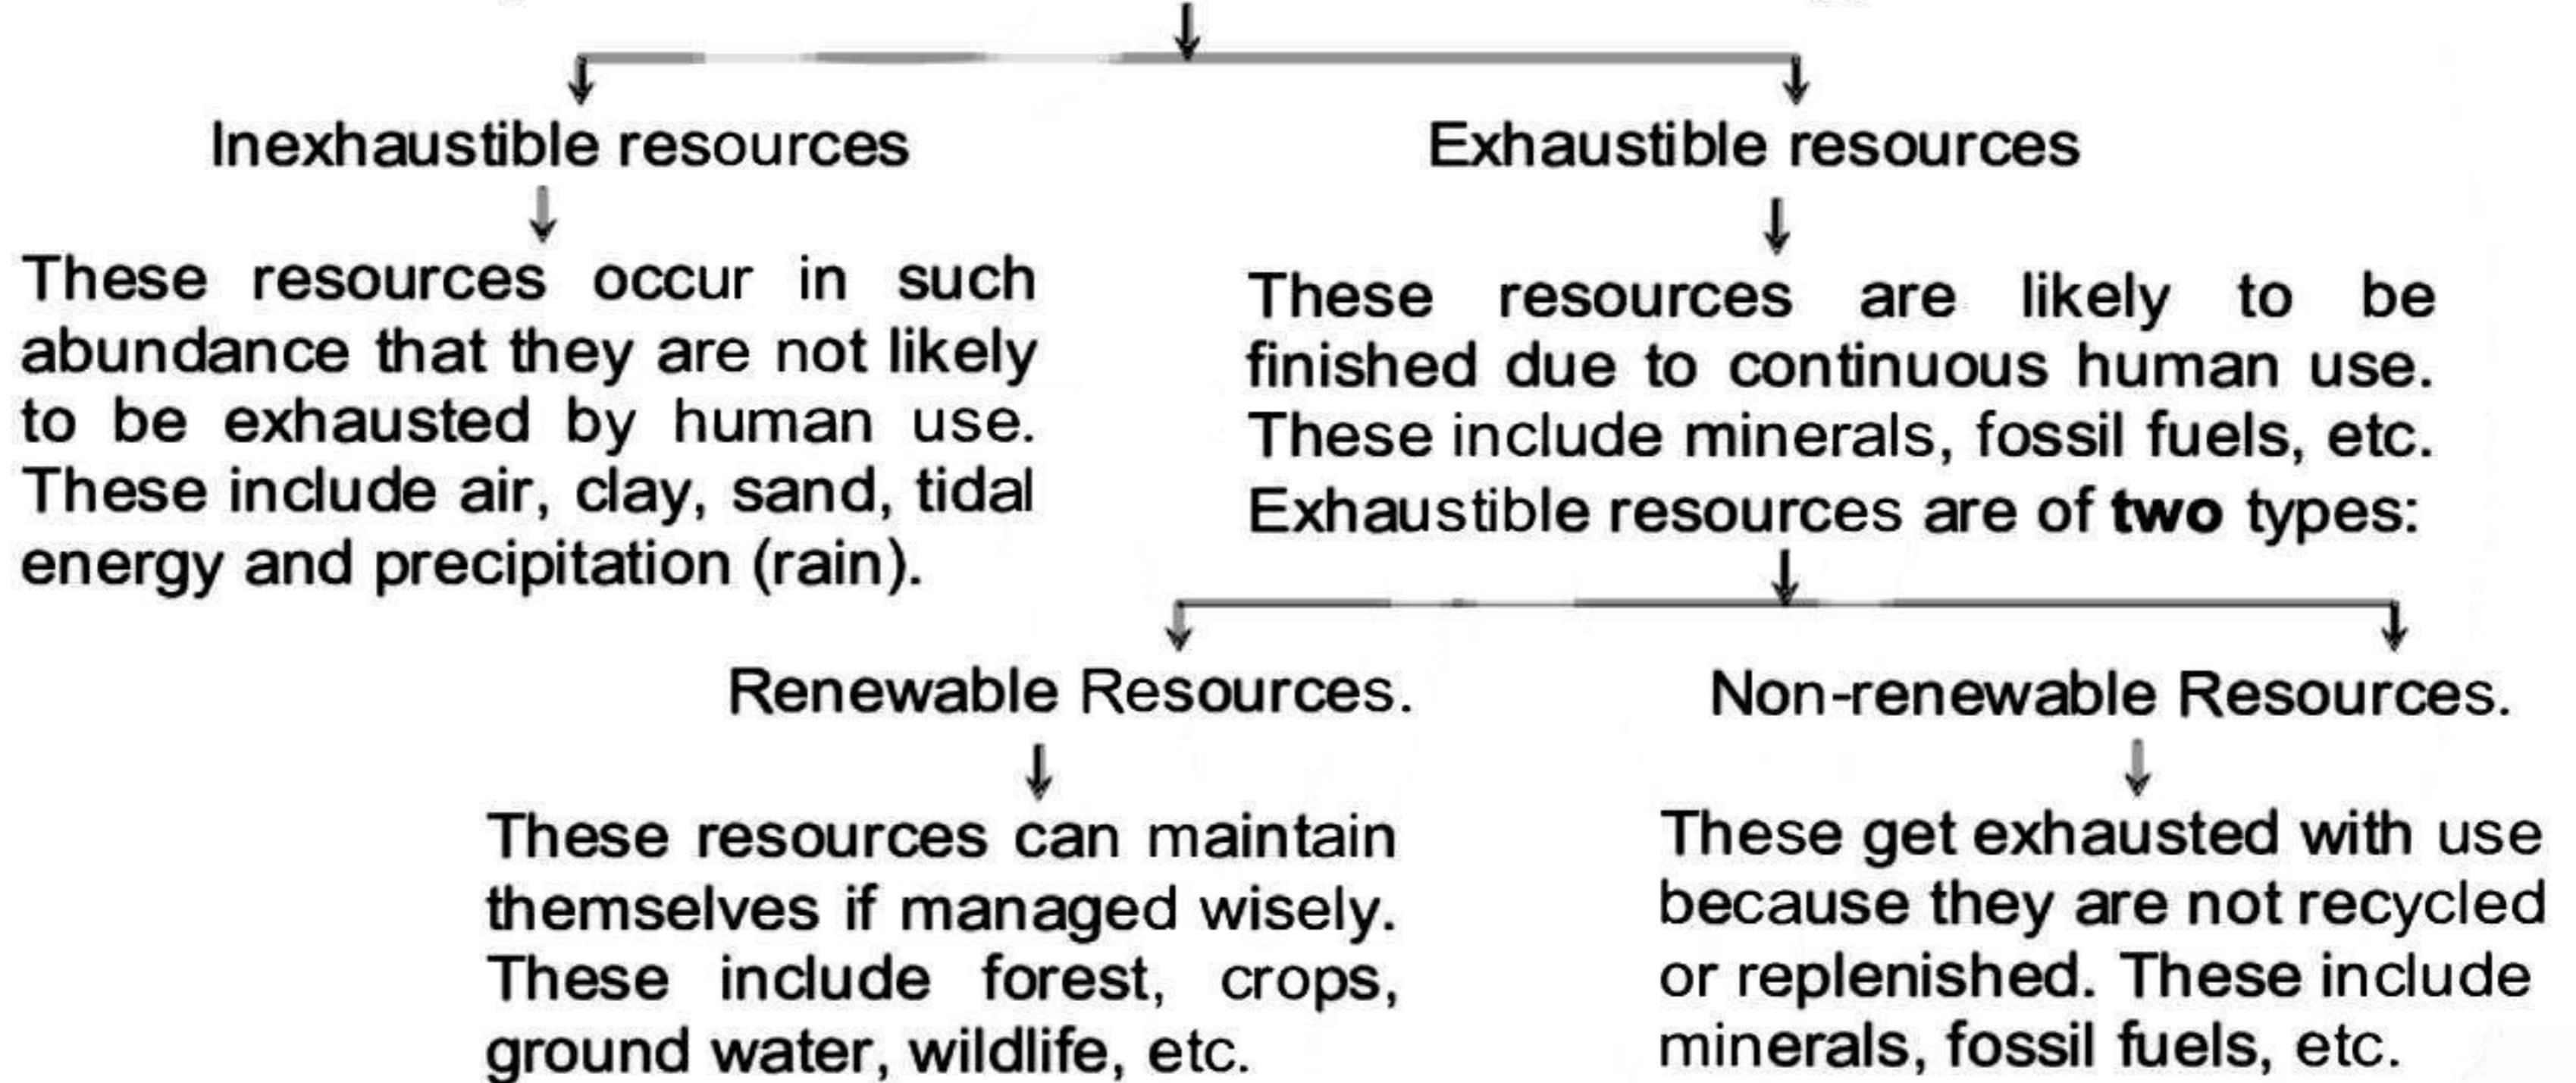 Inexhaustible resources
These resources occur in such
abundance that they are not likely
to be exhausted by human use.
These include air, clay, sand, tidal
energy and precipitation (rain).
Exhaustible resources
These resources are likely to be
finished due to continuous human use.
These include minerals, fossil fuels, etc.
Exhaustible resources are of two types:
Renewable Resources.
These resources can maintain
themselves if managed wisely.
These include forest, crops,
ground water, wildlife, etc.
Non-renewable Resources.
These get exhausted with use
because they are not recycled
or replenished. These include
minerals, fossil fuels, etc.